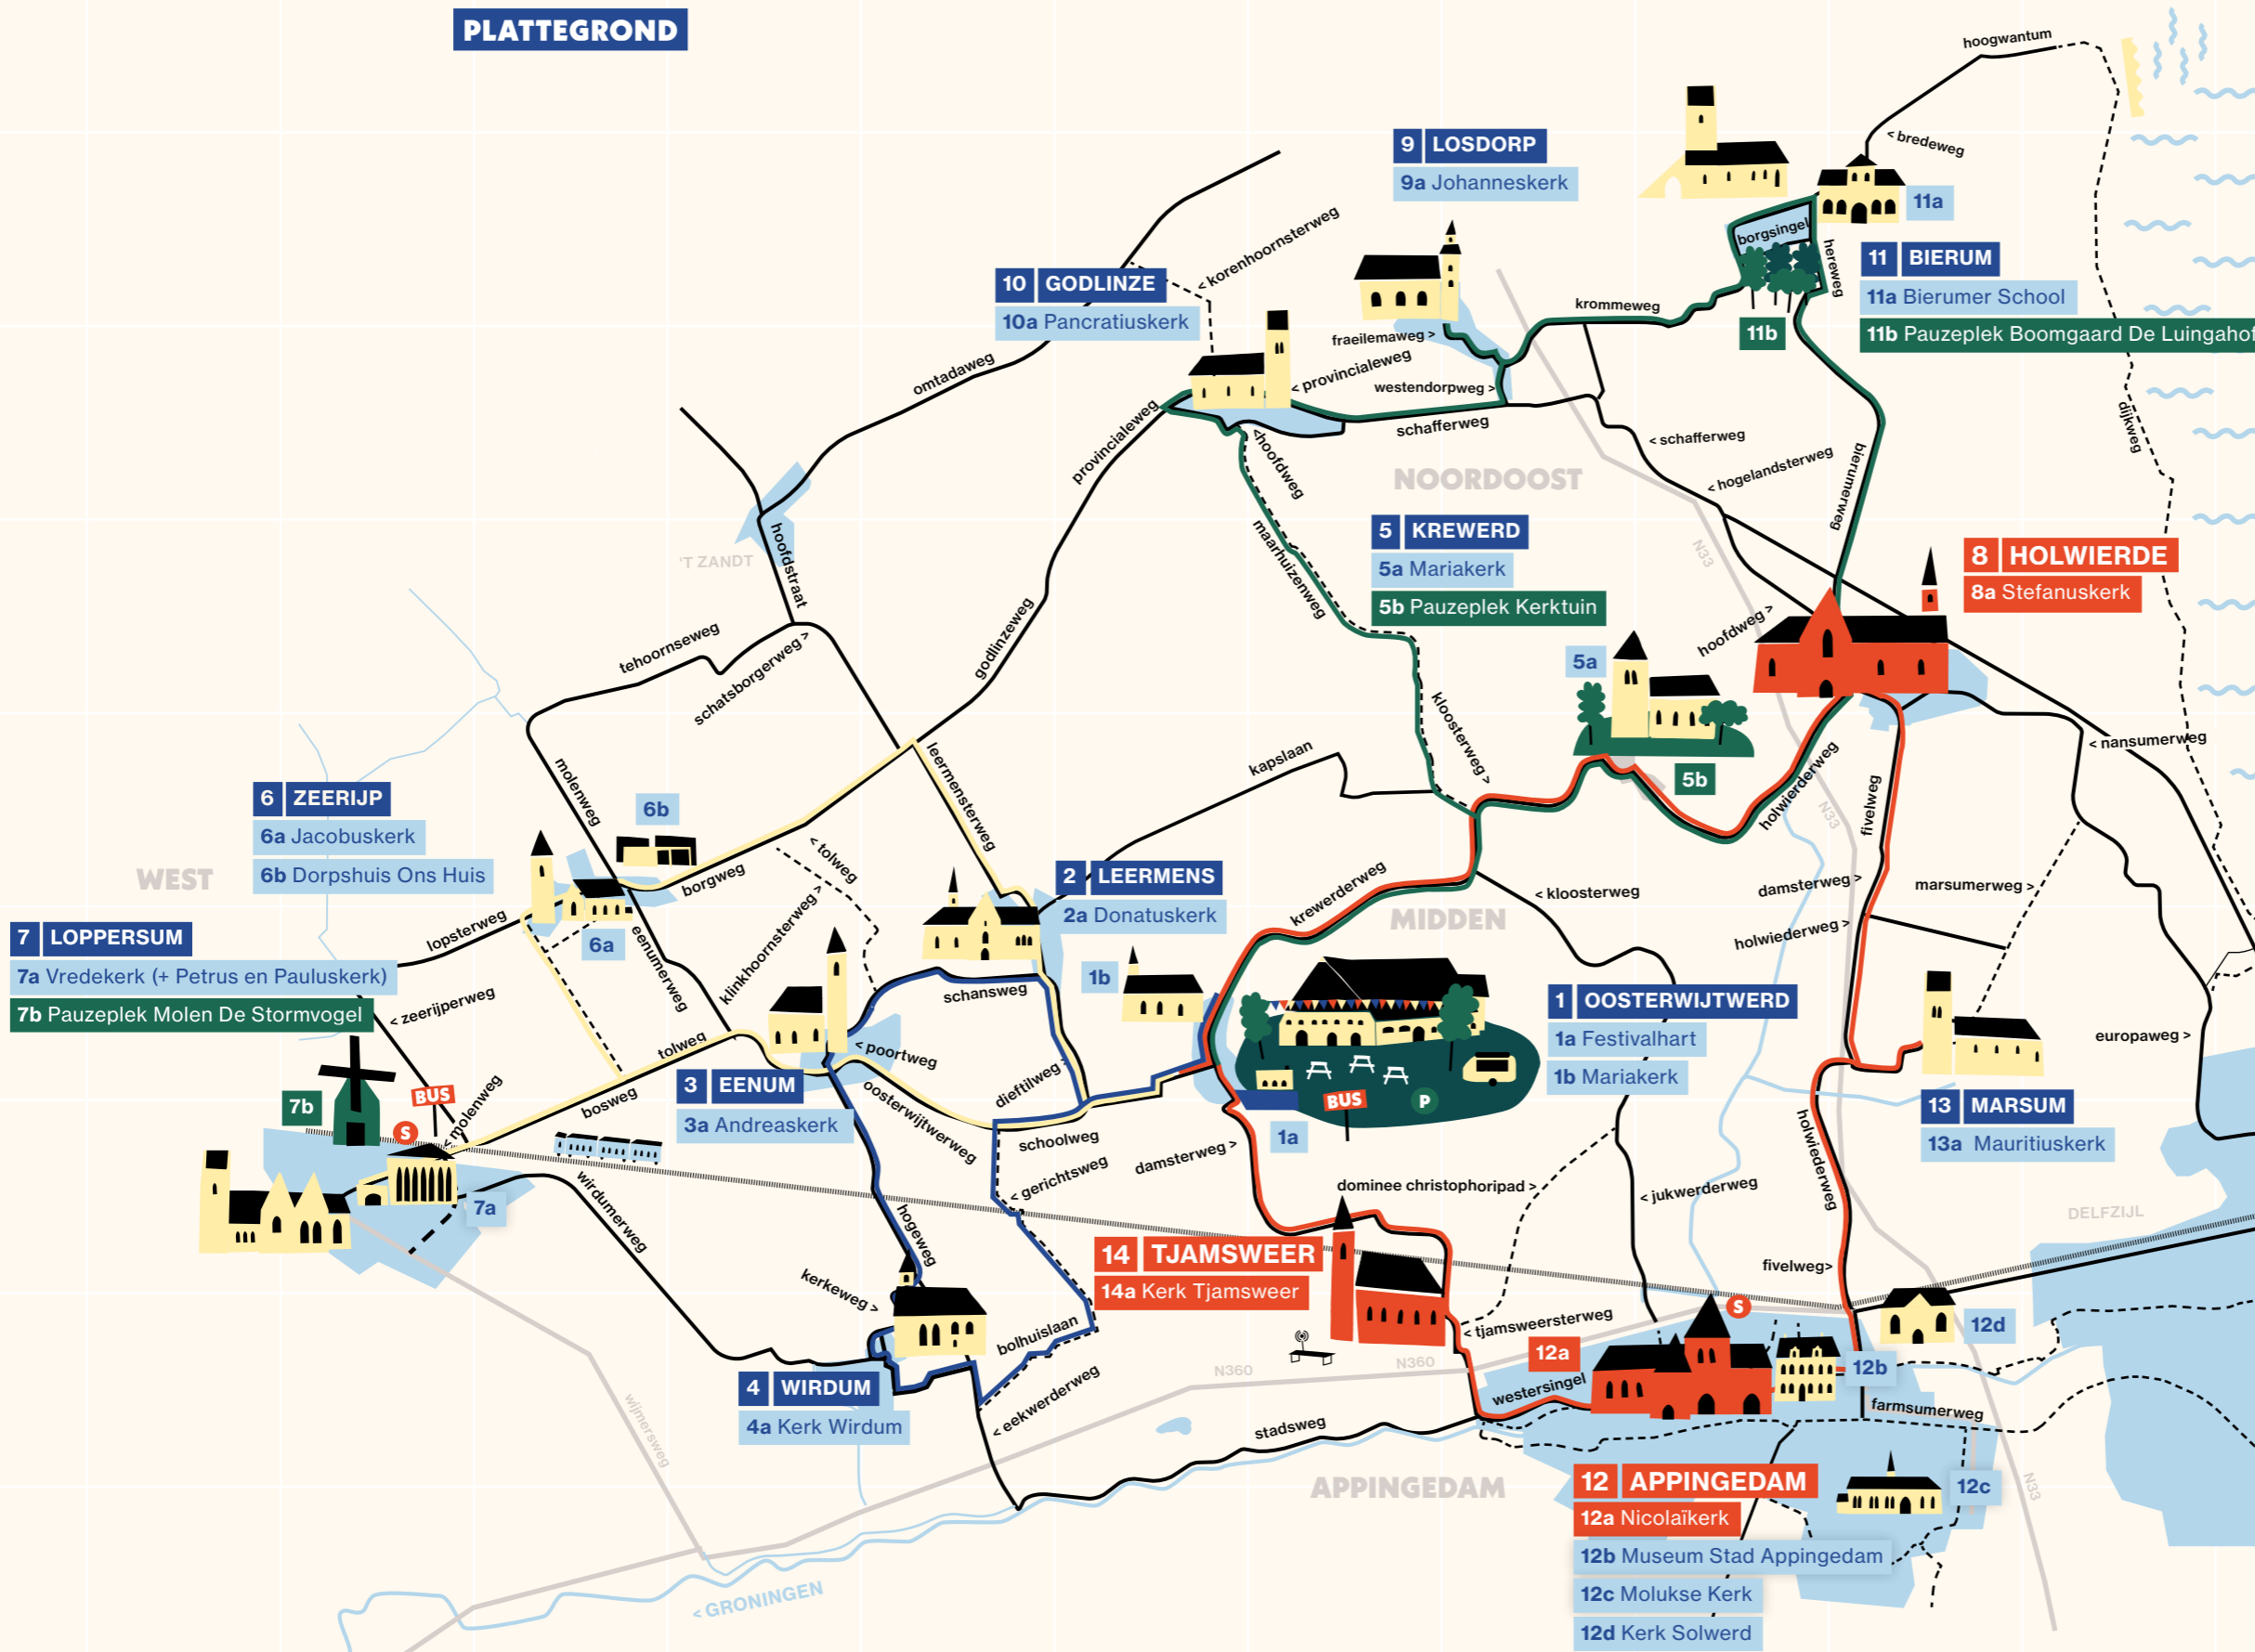 PLATTEGROND
hoogwantum
< bredeweg
9 LOSDORP
9a Johanneskerk
11a
borgsingel
hereweg
11 BIERUM
11a Bierumer School
11b Pauzeplek Boomgaard De Luingahof
11b
< korenhoornsterweg
10 GODLINZE
10a Pancratiuskerk
krommeweg
fraeilemaweg >
< provincialeweg
westendorpweg >
schafferweg
omtadaweg
provincialeweg
< hoofdweg
< schafferweg
< hogelandsterweg
bierumerweg
dijkweg
NOORDOOST
maarhuizenweg
5 KREWERD
5a Mariakerk
5b Pauzeplek Kerktuin
N33
8 HOLWIERDE
8a Stefanuskerk
'T ZANDT
hoofdstraat
tehoornseweg
schatsborgerweg >
godlinzeweg
hoofdweg >
5a
5b
kloosterweg >
kapslaan
holwierderweg
N33
fivelweg
< nansumerweg
molenweg
leermensterweg
6 ZEERIJP
6a Jacobuskerk
6b Dorpshuis Ons Huis
6b
WEST
borgweg
< tolweg
2 LEERMENS
2a Donatuskerk
krewerderweg
< kloosterweg
damsterweg >
marsumerweg >
MIDDEN
holwiederweg >
7 LOPPERSUM
7a Vredekerk (+ Petrus en Pauluskerk)
7b Pauzeplek Molen De Stormvogel
lopsterweg
6a
eenumerweg
klinkhoornsterweg >
schansweg
1b
1 OOSTERWIJTWERD
1a Festivalhart
1b Mariakerk
< zeerijperweg
tolweg
< poortweg
europaweg >
7b
BUS
S
< molenweg
bosweg
3 EENUM
3a Andreaskerk
oosterwijtwerweg
dieftilweg >
schoolweg
BUS
P
1a
13 MARSUM
13a Mauritiuskerk
damsterweg >
< gerichtsweg
dominee christophoripad >
< jukwerderweg
holwiederweg
7a
wirdumerweg
hogeweg
DELFZIJL
14 TJAMSWEER
14a Kerk Tjamsweer
fivelweg>
kerkeweg >
S
< tjamsweersterweg
12d
bolhuislaan
12a
12b
N360
N360
4 WIRDUM
4a Kerk Wirdum
< eekwerderweg
westersingel
farmsumerweg
wijmersweg
stadsweg
APPINGEDAM
12 APPINGEDAM
12a Nicolaïkerk
12b Museum Stad Appingedam
12c Molukse Kerk
12d Kerk Solwerd
12c
N33
< GRONINGEN